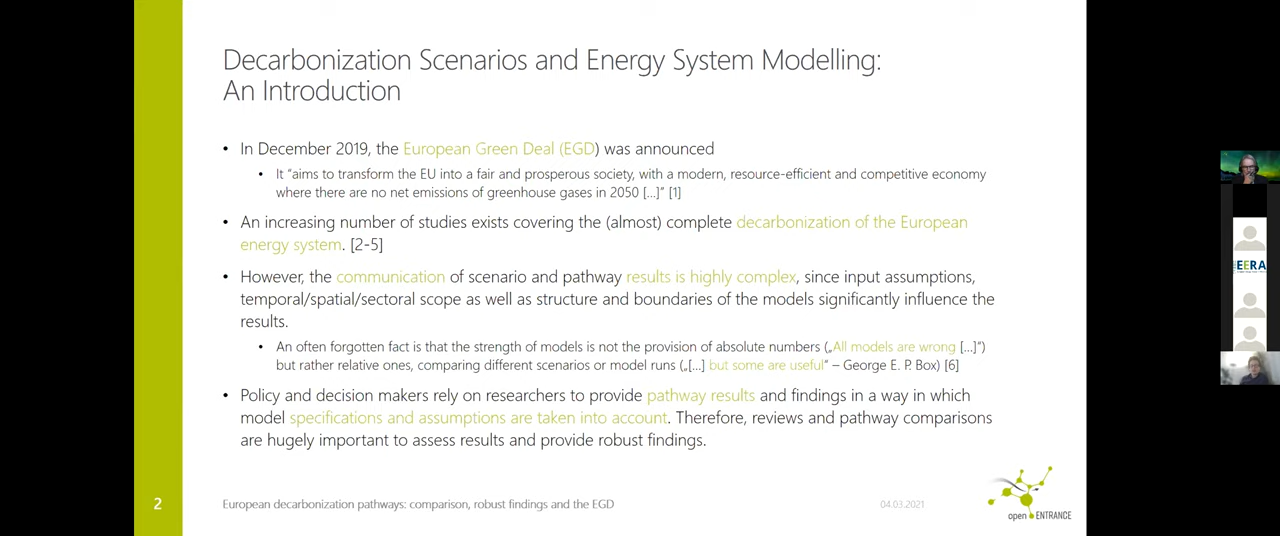 Decarbonization Scenarios and Energy System Modelling:
An Introduction
• In December 2019, the European Green Deal (EGD) was announced
• It “aims to transform the EU into a fair and prosperous society, with a modern, resource-efficient and competitive economy
where there are no net emissions of greenhouse gases in 2050 […]” [1]
• An increasing number of studies exists covering the (almost) complete decarbonization of the European
energy system. [2-5]
• However, the communication of scenario and pathway results is highly complex, since input assumptions,
temporal/spatial/sectoral scope as well as structure and boundaries of the models significantly influence the
results.
• An often forgotten fact is that the strength of models is not the provision of absolute numbers („All models are wrong […]“)
but rather relative ones, comparing different scenarios or model runs („[…] but some are useful“ – George E. P. Box) [6]
• Policy and decision makers rely on researchers to provide pathway results and findings in a way in which
model specifications and assumptions are taken into account. Therefore, reviews and pathway comparisons
are hugely important to assess results and provide robust findings.
2
European decarbonization pathways: comparison, robust findings and the EGD
04.03.2021
open ENTRANCE
EERA